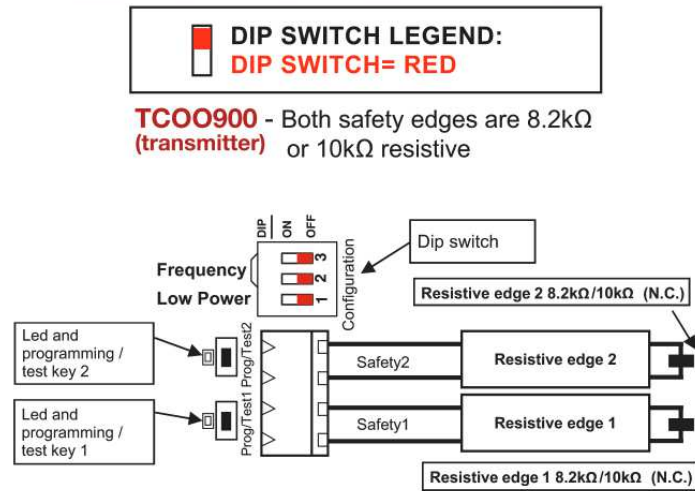 DIP SWITCH LEGEND:
DIP SWITCH= RED
TCOO900 - Both safety edges are 8.2kΩ
(transmitter) or 10kΩ resistive
DIP
ON
OFF
3
2
1
Configuration
Dip switch
Frequency
Low Power
Resistive edge 2 8.2kΩ/10kΩ (N.C.)
Led and
programming /
test key 2
Prog/Test2
Safety2
Resistive edge 2
Led and
programming /
test key 1
Prog/Test1
Safety1
Resistive edge 1
Resistive edge 1 8.2kΩ/10kΩ (N.C.)